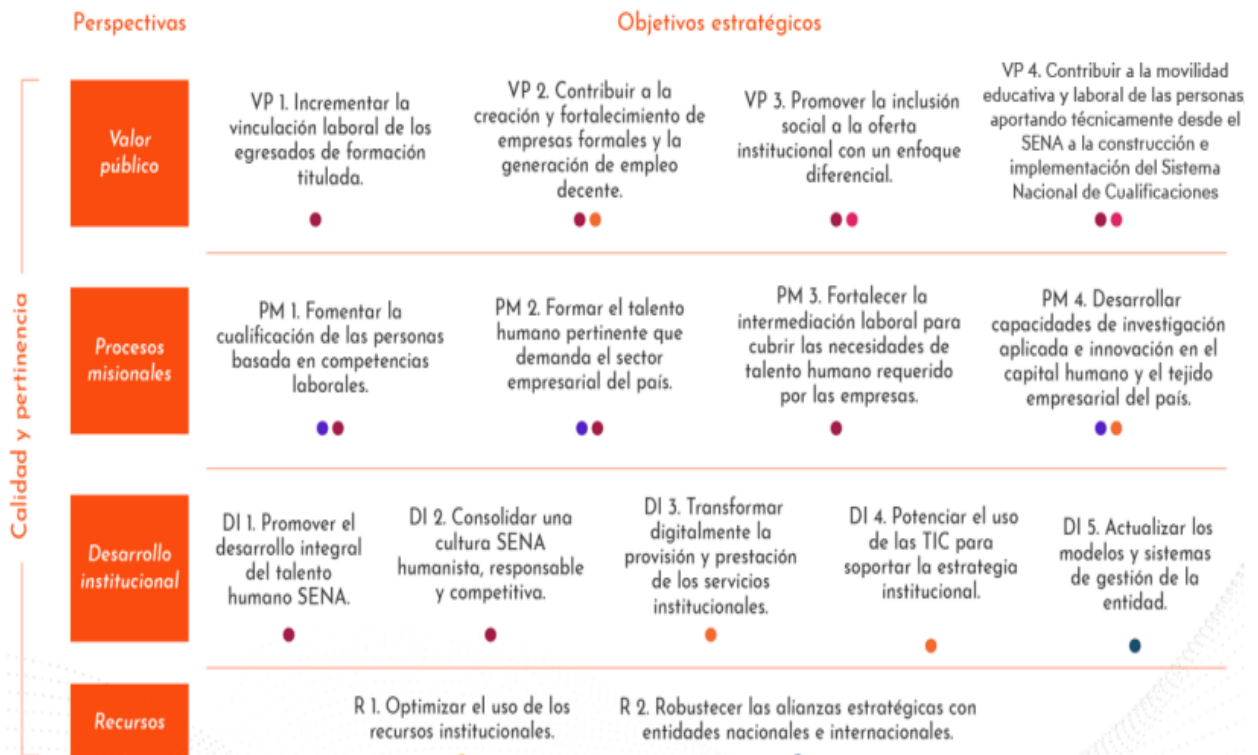 Perspectivas
Objetivos estratégicos
Calidad y pertinencia
Valor
público
VP 1. Incrementar la
vinculación laboral de los
egresados de formación
titulada.
VP 2. Contribuir a la
creación y fortalecimiento de
empresas formales y la
generación de empleo
decente.
VP 3. Promover la inclusión
social a la oferta
institucional con un enfoque
diferencial.
VP 4. Contribuir a la movilidad
educativa y laboral de las personas,
aportando técnicamente desde el
SENA a la construcción e
implementación del Sistema
Nacional de Cualificaciones
Procesos
misionales
PM 1. Fomentar la
cualificación de las personas
basada en competencias
laborales.
PM 2. Formar el talento
humano pertinente que
demanda el sector
empresarial del país.
PM 3. Fortalecer la
intermediación laboral para
cubrir las necesidades de
talento humano requerido
por las empresas.
PM 4. Desarrollar
capacidades de investigación
aplicada e innovación en el
capital humano y el tejido
empresarial del país.
Desarrollo
institucional
DI 1. Promover el
desarrollo integral
del talento
humano SENA.
DI 2. Consolidar una
cultura SENA
humanista, responsable
y competitiva.
DI 3. Transformar
digitalmente la
provisión y prestación
de los servicios
institucionales.
DI 4. Potenciar el uso
de las TIC para
soportar la estrategia
institucional.
DI 5. Actualizar los
modelos y sistemas
de gestión de la
entidad.
Recursos
R 1. Optimizar el uso de los
recursos institucionales.
R 2. Robustecer las alianzas estratégicas con
entidades nacionales e internacionales.